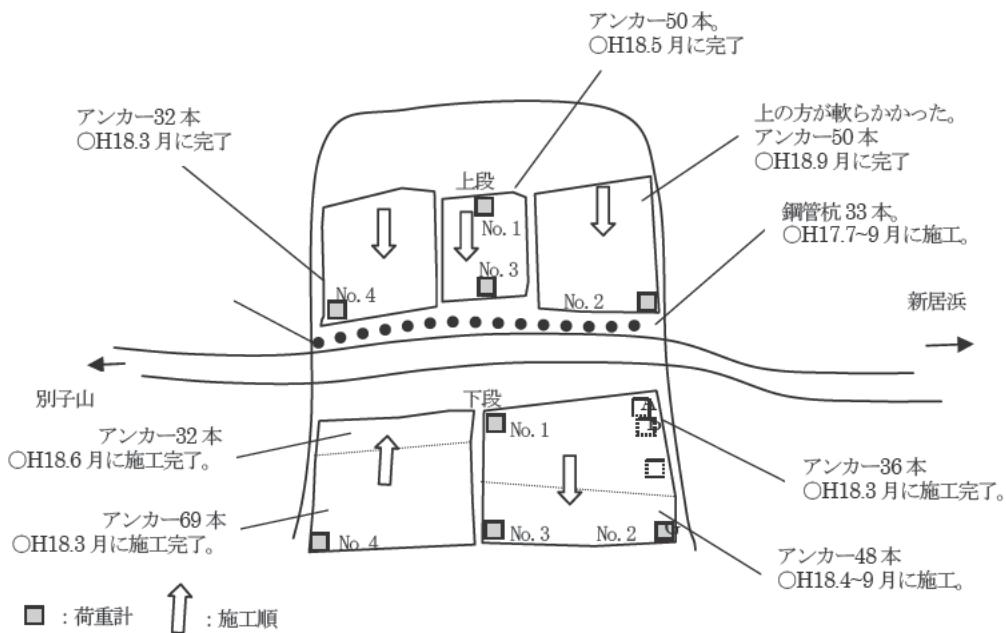 アンカー50 本。
○H18.5 月に完了
アンカー32 本
○H18.3 月に完了
上の方が軟らかかった。
アンカー50 本
○H18.9 月に完了
上段
鋼管杭 33 本。
○H17.7~9 月に施工。
No. 1
No. 3
No. 4
No. 2
新居浜
別子山
下段
アンカー32 本
○H18.6 月に施工完了。
No. 1
アンカー36 本
○H18.3 月に施工完了。
アンカー69 本
○H18.3 月に施工完了。
No. 4
No. 3
No. 2
アンカー48 本
○H18.4~9 月に施工。
：荷重計
：施工順